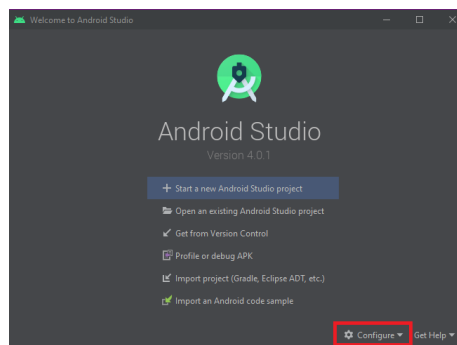 Welcome to Android Studio
Android Studio
Version 4.0.1
Start a new Android Studio project
Open an existing Android Studio project
Get from Version Control
Profile or debug APK
Import project (Gradle, Eclipse ADT, etc.)
Import an Android code sample
Configure Get Help